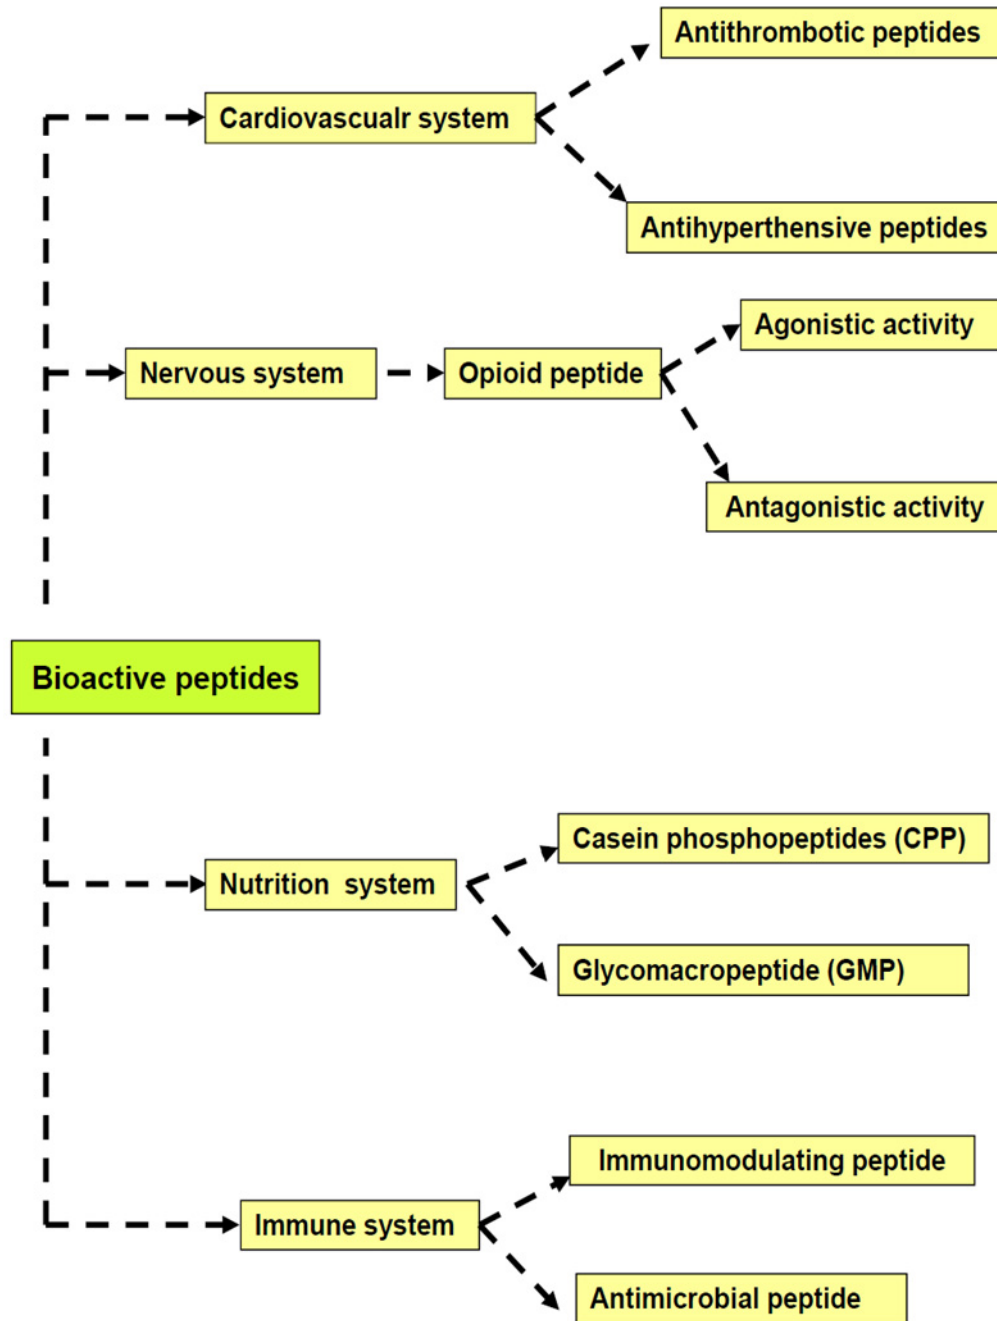 Antithrombotic peptides
Cardiovascualr system
Antihyperthensive peptides
Agonistic activity
Nervous system
Opioid peptide
Antagonistic activity
Bioactive peptides
Casein phosphopeptides (CPP)
Nutrition system
Glycomacropeptide (GMP)
Immunomodulating peptide
Immune system
Antimicrobial peptide